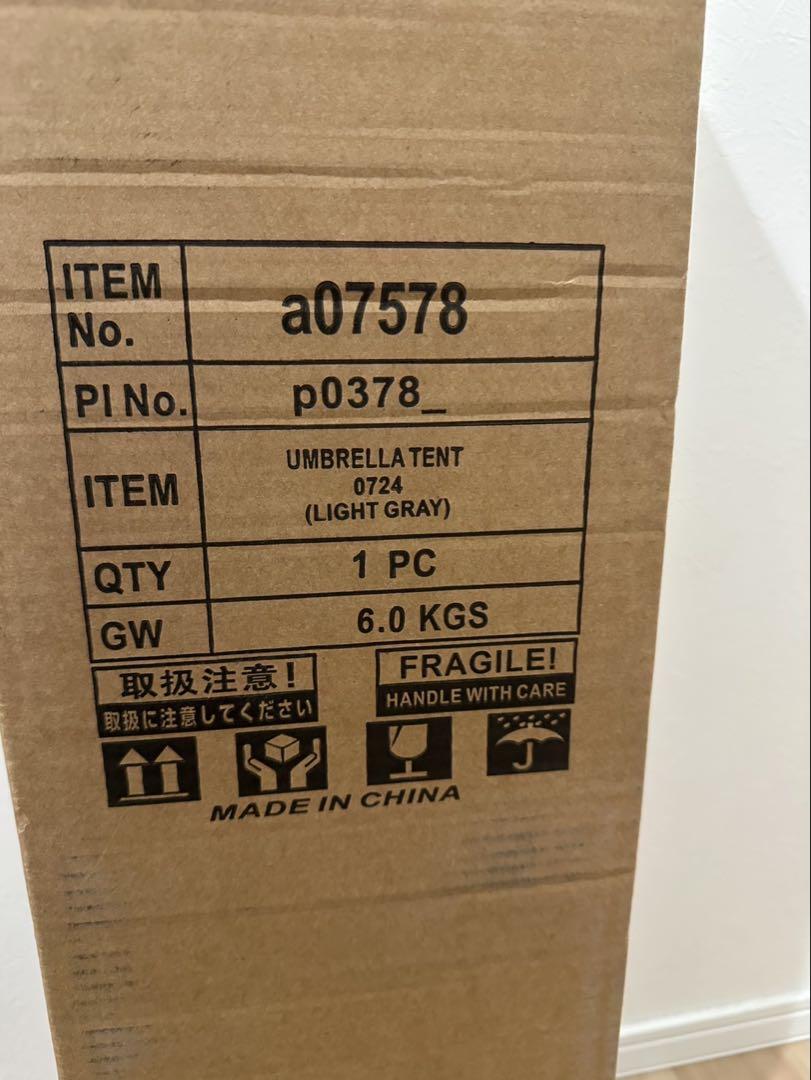 ITEM No.
a07578
PI No.
p0378_
ITEM
UMBRELLA TENT
0724
(LIGHT GRAY)
QTY
1 PC
GW
6.0 KGS
取扱注意!
取扱に注意してください
FRAGILE!
HANDLE WITH CARE
MADE IN CHINA